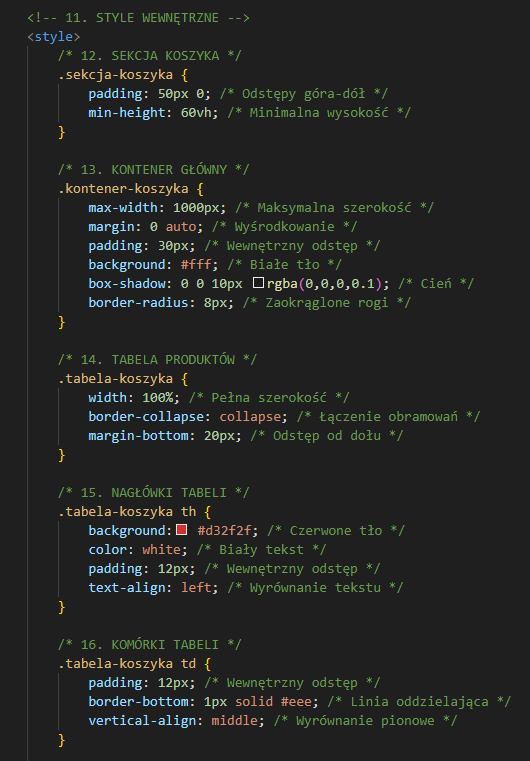 <!-- 11. STYLE WEWNĘTRZNE -->
<style>
/* 12. SEKCJA KOSZYKA */
.sekcja-koszyka {
padding: 50px 0; /* Odstępy góra-dół */
min-height: 60vh; /* Minimalna wysokość */
}
/* 13. KONTENER GŁÓWNY */
.kontener-koszyka {
max-width: 1000px; /* Maksymalna szerokość */
margin: 0 auto; /* Wyśrodkowanie */
padding: 30px; /* Wewnętrzny odstęp */
background: #fff; /* Białe tło */
box-shadow: 0 0 10px rgba(0,0,0,0.1); /* Cień */
border-radius: 8px; /* Zaokrąglone rogi */
}
/* 14. TABELA PRODUKTÓW */
.tabela-koszyka {
width: 100%; /* Pełna szerokość */
border-collapse: collapse; /* Łączenie obramowań */
margin-bottom: 20px; /* Odstęp od dołu */
}
/* 15. NAGŁÓWKI TABELI */
.tabela-koszyka th {
background: #d32f2f; /* Czerwone tło */
color: white; /* Biały tekst */
padding: 12px; /* Wewnętrzny odstęp */
text-align: left; /* Wyrównanie tekstu */
}
/* 16. KOMÓRKI TABELI */
.tabela-koszyka td {
padding: 12px; /* Wewnętrzny odstęp */
border-bottom: 1px solid #eee; /* Linia oddzielająca */
vertical-align: middle; /* Wyrównanie pionowe */
}